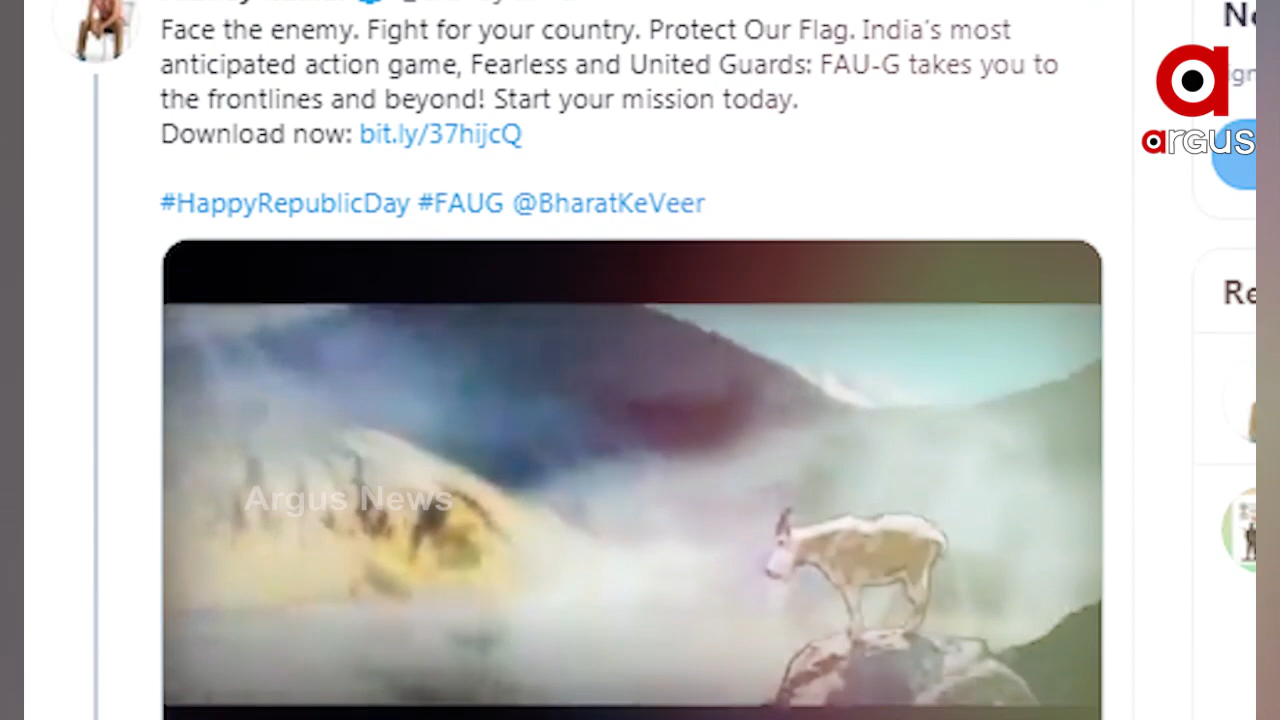 Face the enemy. Fight for your country. Protect Our Flag. India's most
anticipated action game, Fearless and United Guards: FAU-G takes you to
the frontlines and beyond! Start your mission today.
Download now: bit.ly/37hijcQ
#HappyRepublicDay #FAUG @BharatKeVeer
argus
Argus News
Re